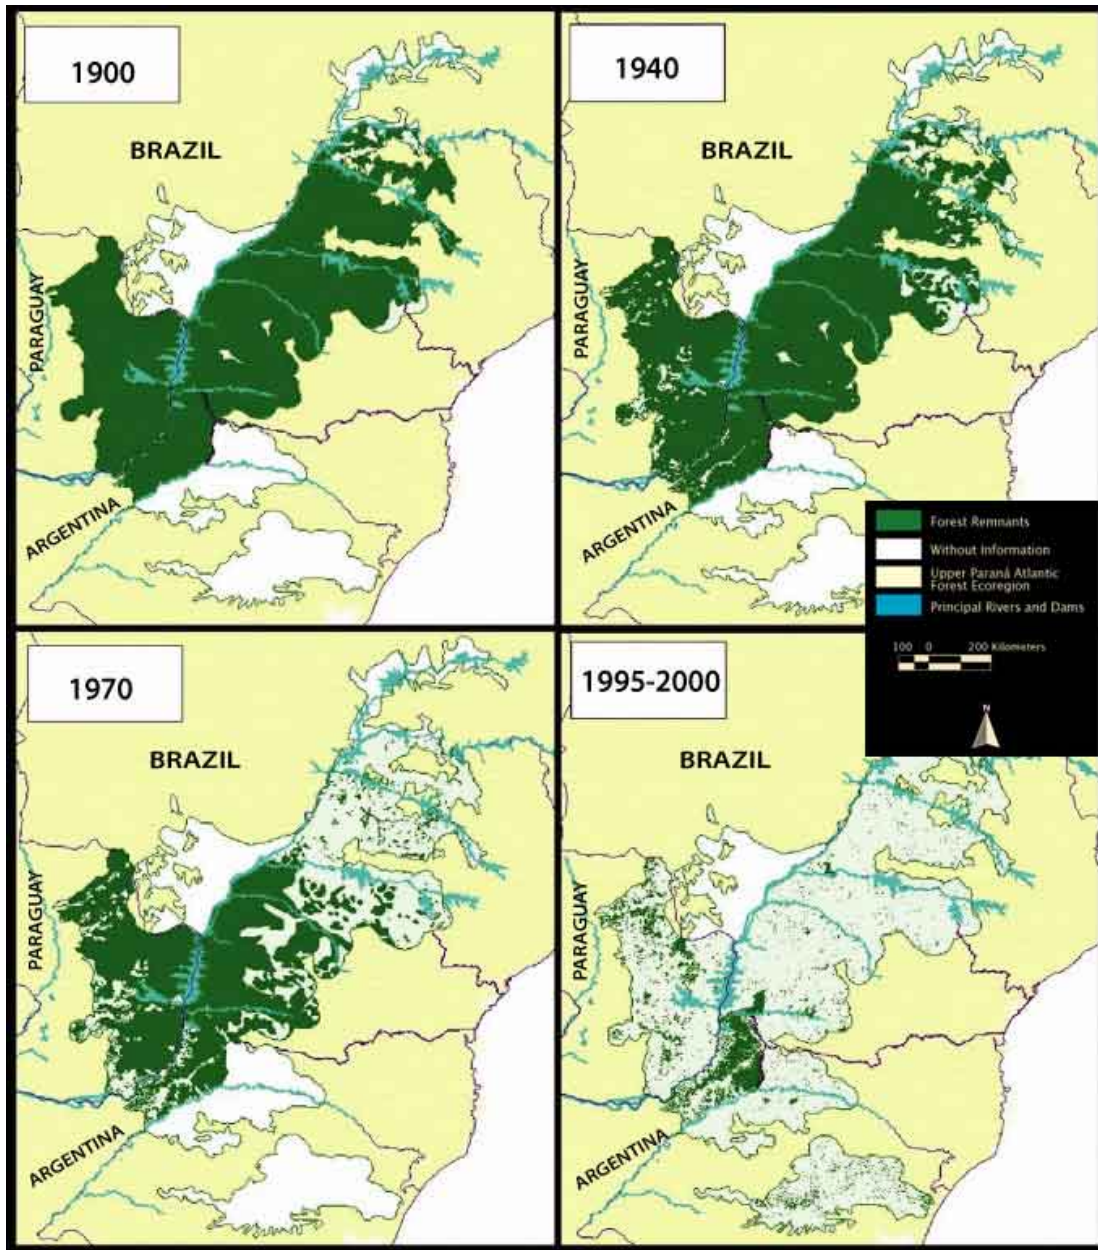 1900
BRAZIL
PARAGUAY
ARGENTINA
1940
BRAZIL
PARAGUAY
ARGENTINA
Forest Remnants
Without Information
Upper Paraná Atlantic
Forest Ecoregion
Principal Rivers and Dams
100 0 200 Kilometers
N
1970
BRAZIL
PARAGUAY
ARGENTINA
1995-2000
BRAZIL
PARAGUAY
ARGENTINA